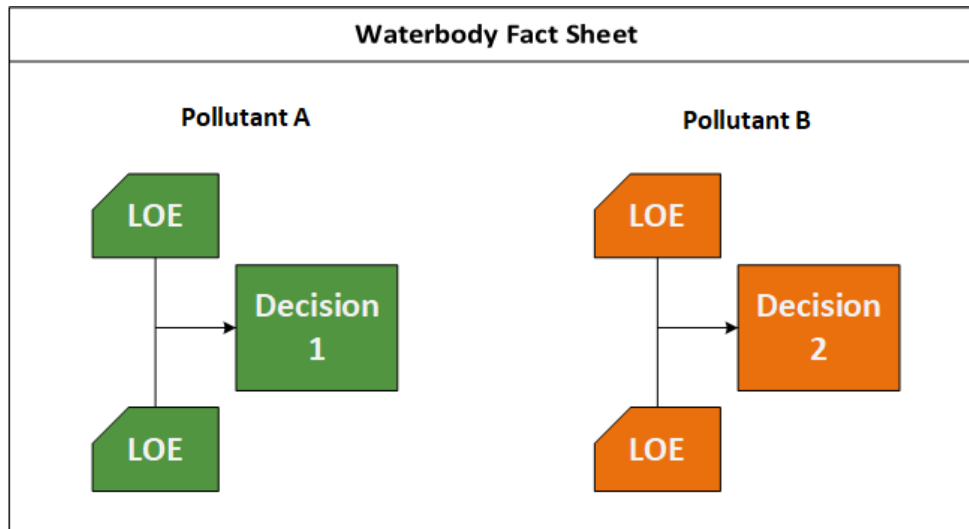 Waterbody Fact Sheet
Pollutant A
LOE
Decision
1
LOE
Pollutant B
LOE
Decision
2
LOE